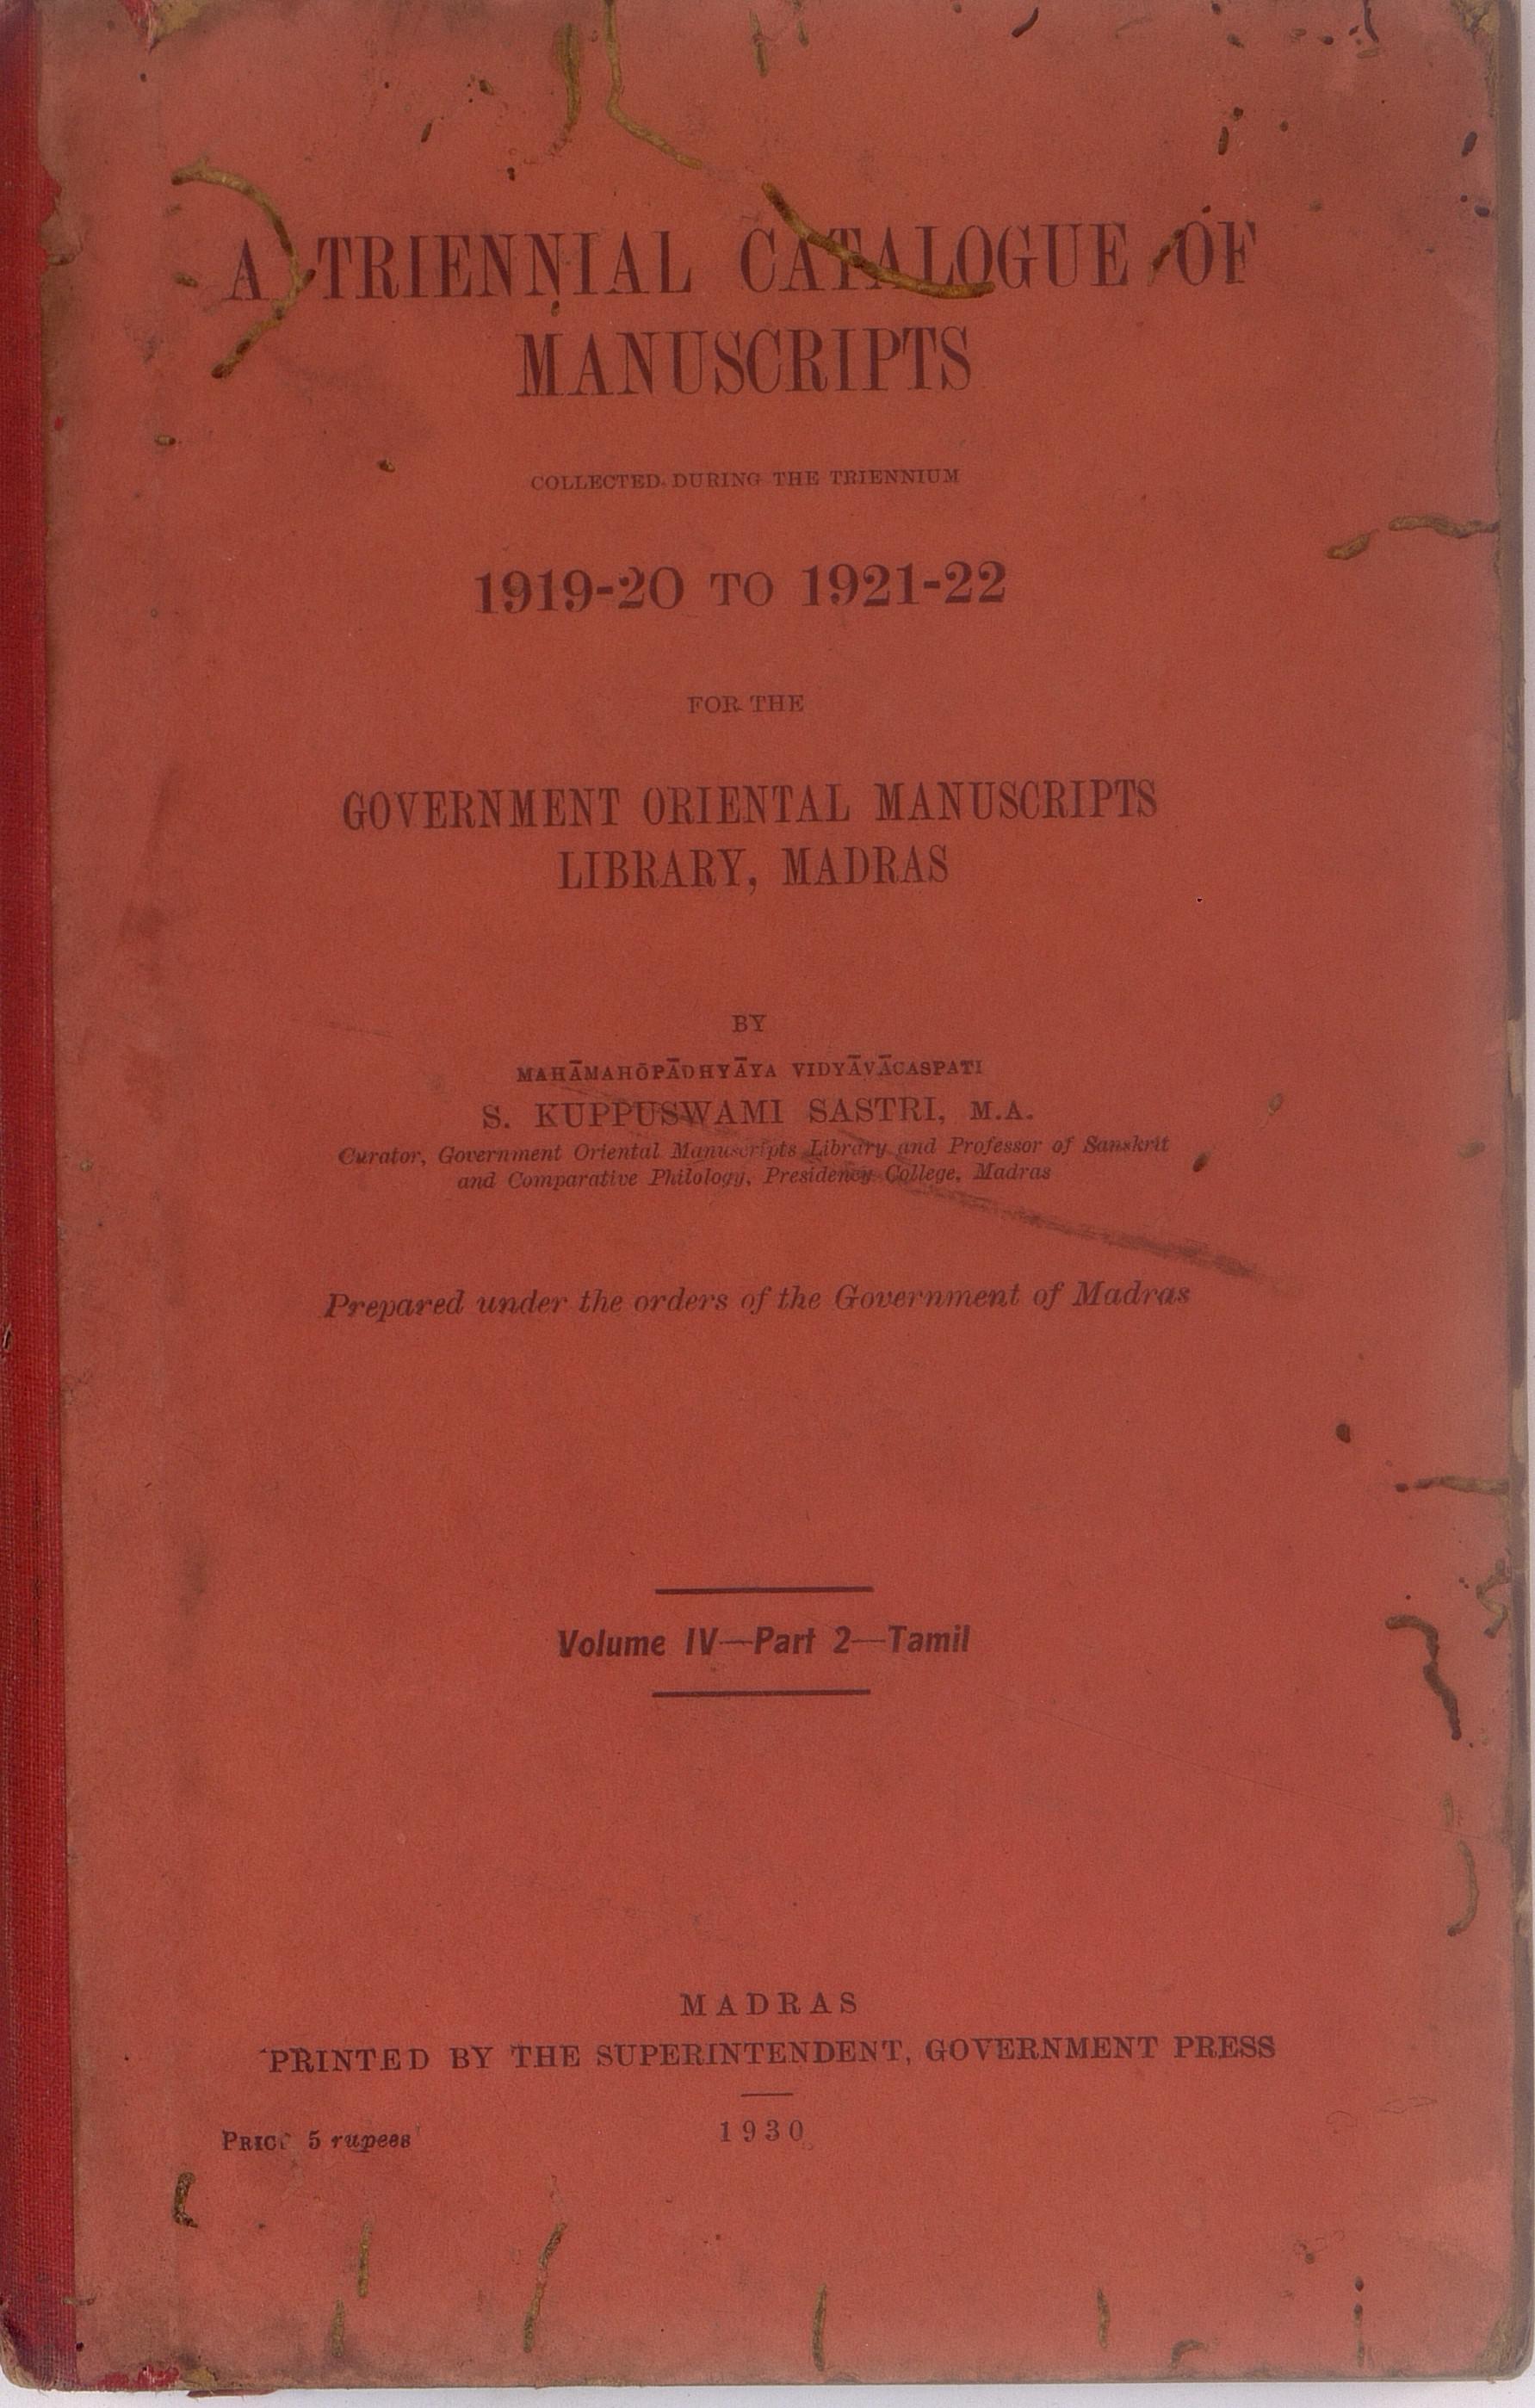 A TRIENNIAL CATALOGUE OF
MANUSCRIPTS
COLLECTED DURING THE TRIENNIUM
1919-20 TO 1921-22
FOR THE
GOVERNMENT ORIENTAL MANUSCRIPTS
LIBRARY, MADRAS
BY
MAHĀMAHŌPĀDHYĀYA VIDYĀVĀCASPATI
S. KUPPUSWAMI SASTRI, M.A.
Curator, Government Oriental Manuscripts Library and Professor of Sanskrit
and Comparative Philology, Presidency College, Madras
Prepared under the orders of the Government of Madras
Volume IV—Part 2—Tamil
MADRAS
PRINTED BY THE SUPERINTENDENT, GOVERNMENT PRESS
1930
PRICE 5 rupees